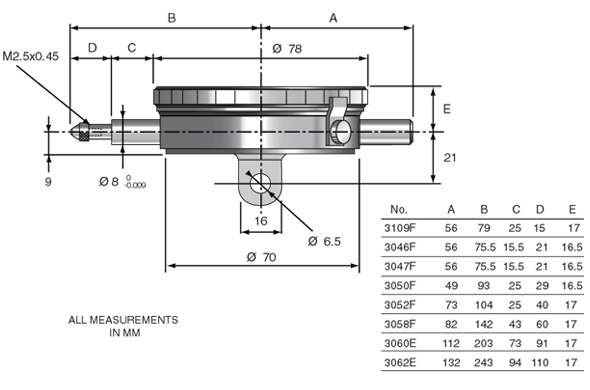 B A
M2.5x0.45 D C Ø 78
E
9 Ø 8 0 -0.009 21
16
Ø 6.5
Ø 70
ALL MEASUREMENTS
IN MM
No. A B C D E
3109F 56 79 25 15 17
3046F 56 75.5 15.5 21 16.5
3047F 56 75.5 15.5 21 16.5
3050F 49 93 25 29 16.5
3052F 73 104 25 40 17
3058F 82 142 43 60 17
3060E 112 203 73 91 17
3062E 132 243 94 110 17